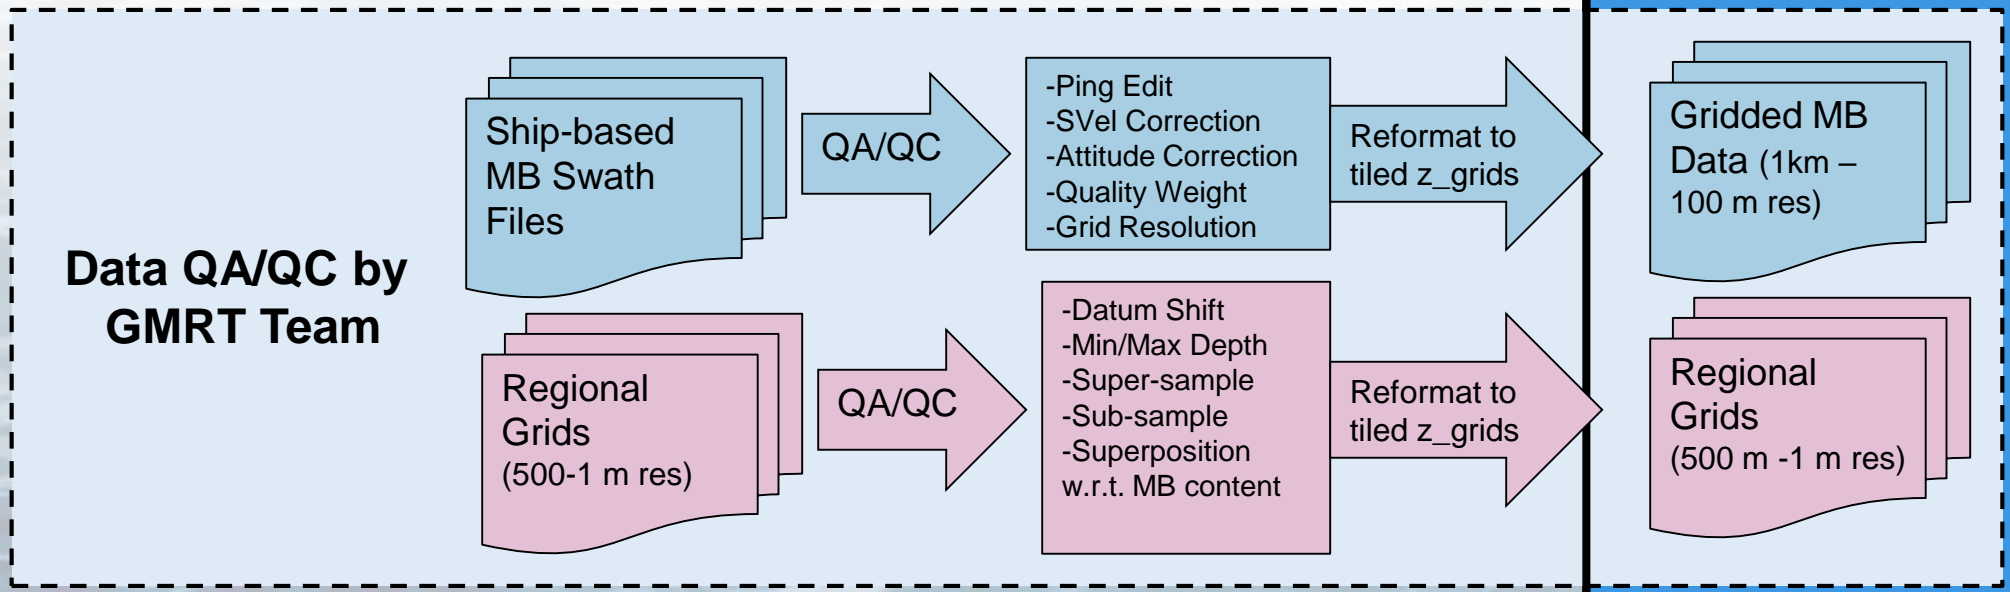 Data QA/QC by
GMRT Team
Ship-based
MB Swath
Files
QA/QC
-Ping Edit
-SVel Correction
-Attitude Correction
-Quality Weight
-Grid Resolution
Reformat to
tiled z_grids
Gridded MB
Data (1km –
100 m res)
Regional
Grids
(500-1 m res)
QA/QC
-Datum Shift
-Min/Max Depth
-Super-sample
-Sub-sample
-Superposition
w.r.t. MB content
Reformat to
tiled z_grids
Regional
Grids
(500 m -1 m res)